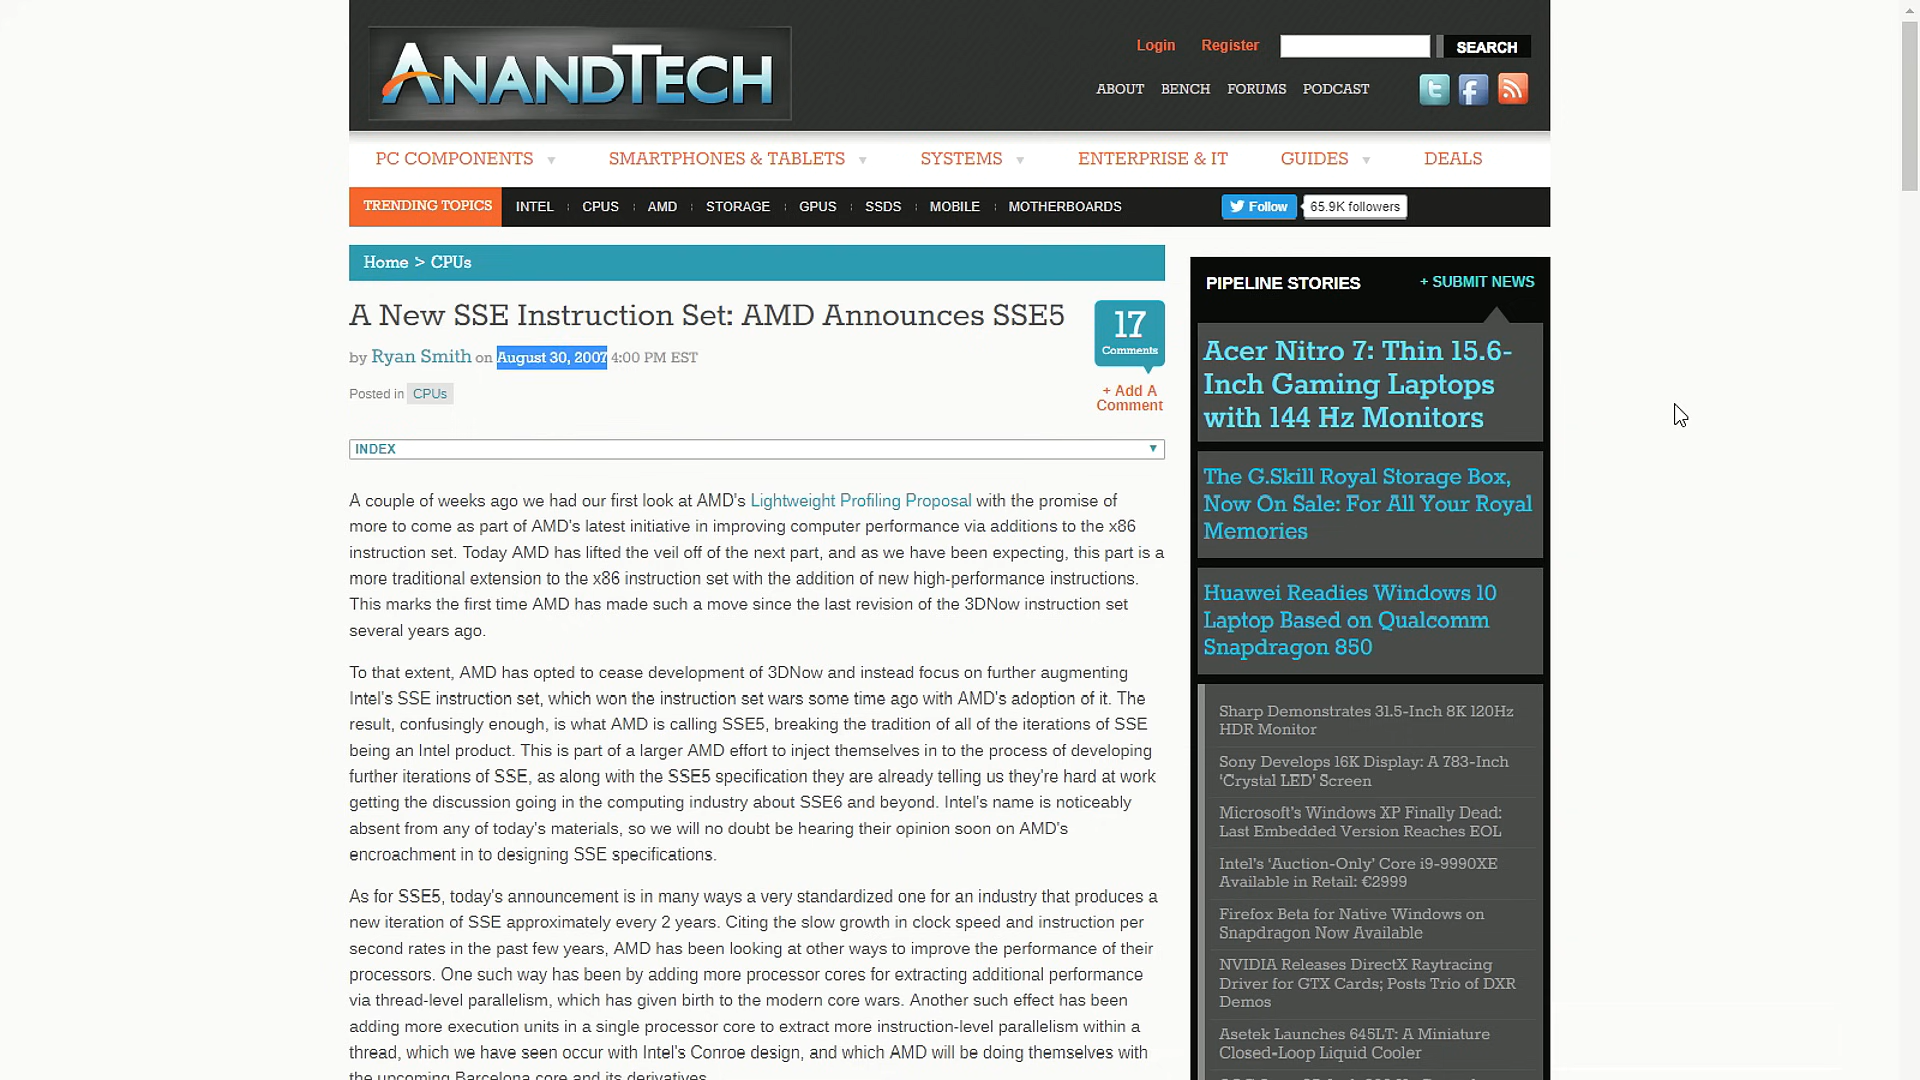 ANANDTECH
Login Register SEARCH
ABOUT BENCH FORUMS PODCAST
PC COMPONENTS SMARTPHONES & TABLETS SYSTEMS ENTERPRISE & IT GUIDES DEALS
TRENDING TOPICS INTEL CPUS AMD STORAGE GPUS SSDS MOBILE MOTHERBOARDS Follow 65.9K followers
Home > CPUs
A New SSE Instruction Set: AMD Announces SSE5
by Ryan Smith on August 30, 2007 4:00 PM EST
Posted in CPUs
17
Comments
+ Add A
Comment
INDEX
A couple of weeks ago we had our first look at AMD's Lightweight Profiling Proposal with the promise of
more to come as part of AMD's latest initiative in improving computer performance via additions to the x86
instruction set. Today AMD has lifted the veil off of the next part, and as we have been expecting, this part is a
more traditional extension to the x86 instruction set with the addition of new high-performance instructions.
This marks the first time AMD has made such a move since the last revision of the 3DNow instruction set
several years ago.
To that extent, AMD has opted to cease development of 3DNow and instead focus on further augmenting
Intel's SSE instruction set, which won the instruction set wars some time ago with AMD's adoption of it. The
result, confusingly enough, is what AMD is calling SSE5, breaking the tradition of all of the iterations of SSE
being an Intel product. This is part of a larger AMD effort to inject themselves in to the process of developing
further iterations of SSE, as along with the SSE5 specification they are already telling us they're hard at work
getting the discussion going in the computing industry about SSE6 and beyond. Intel's name is noticeably
absent from any of today's materials, so we will no doubt be hearing their opinion soon on AMD's
encroachment in to designing SSE specifications.
As for SSE5, today's announcement is in many ways a very standardized one for an industry that produces a
new iteration of SSE approximately every 2 years. Citing the slow growth in clock speed and instruction per
second rates in the past few years, AMD has been looking at other ways to improve the performance of their
processors. One such way has been by adding more processor cores for extracting additional performance
via thread-level parallelism, which has given birth to the modern core wars. Another such effect has been
adding more execution units in a single processor core to extract more instruction-level parallelism within a
thread, which we have seen occur with Intel's Conroe design, and which AMD will be doing themselves with
the upcoming Barcelona core and its derivatives.
PIPELINE STORIES + SUBMIT NEWS
Acer Nitro 7: Thin 15.6-
Inch Gaming Laptops
with 144 Hz Monitors
The G.Skill Royal Storage Box,
Now On Sale: For All Your Royal
Memories
Huawei Readies Windows 10
Laptop Based on Qualcomm
Snapdragon 850
Sharp Demonstrates 31.5-Inch 8K 120Hz
HDR Monitor
Sony Develops 16K Display: A 783-Inch
'Crystal LED' Screen
Microsoft's Windows XP Finally Dead:
Last Embedded Version Reaches EOL
Intel's 'Auction-Only' Core i9-9990XE
Available in Retail: €2999
Firefox Beta for Native Windows on
Snapdragon Now Available
NVIDIA Releases DirectX Raytracing
Driver for GTX Cards; Posts Trio of DXR
Demos
Asetek Launches 645LT: A Miniature
Closed-Loop Liquid Cooler